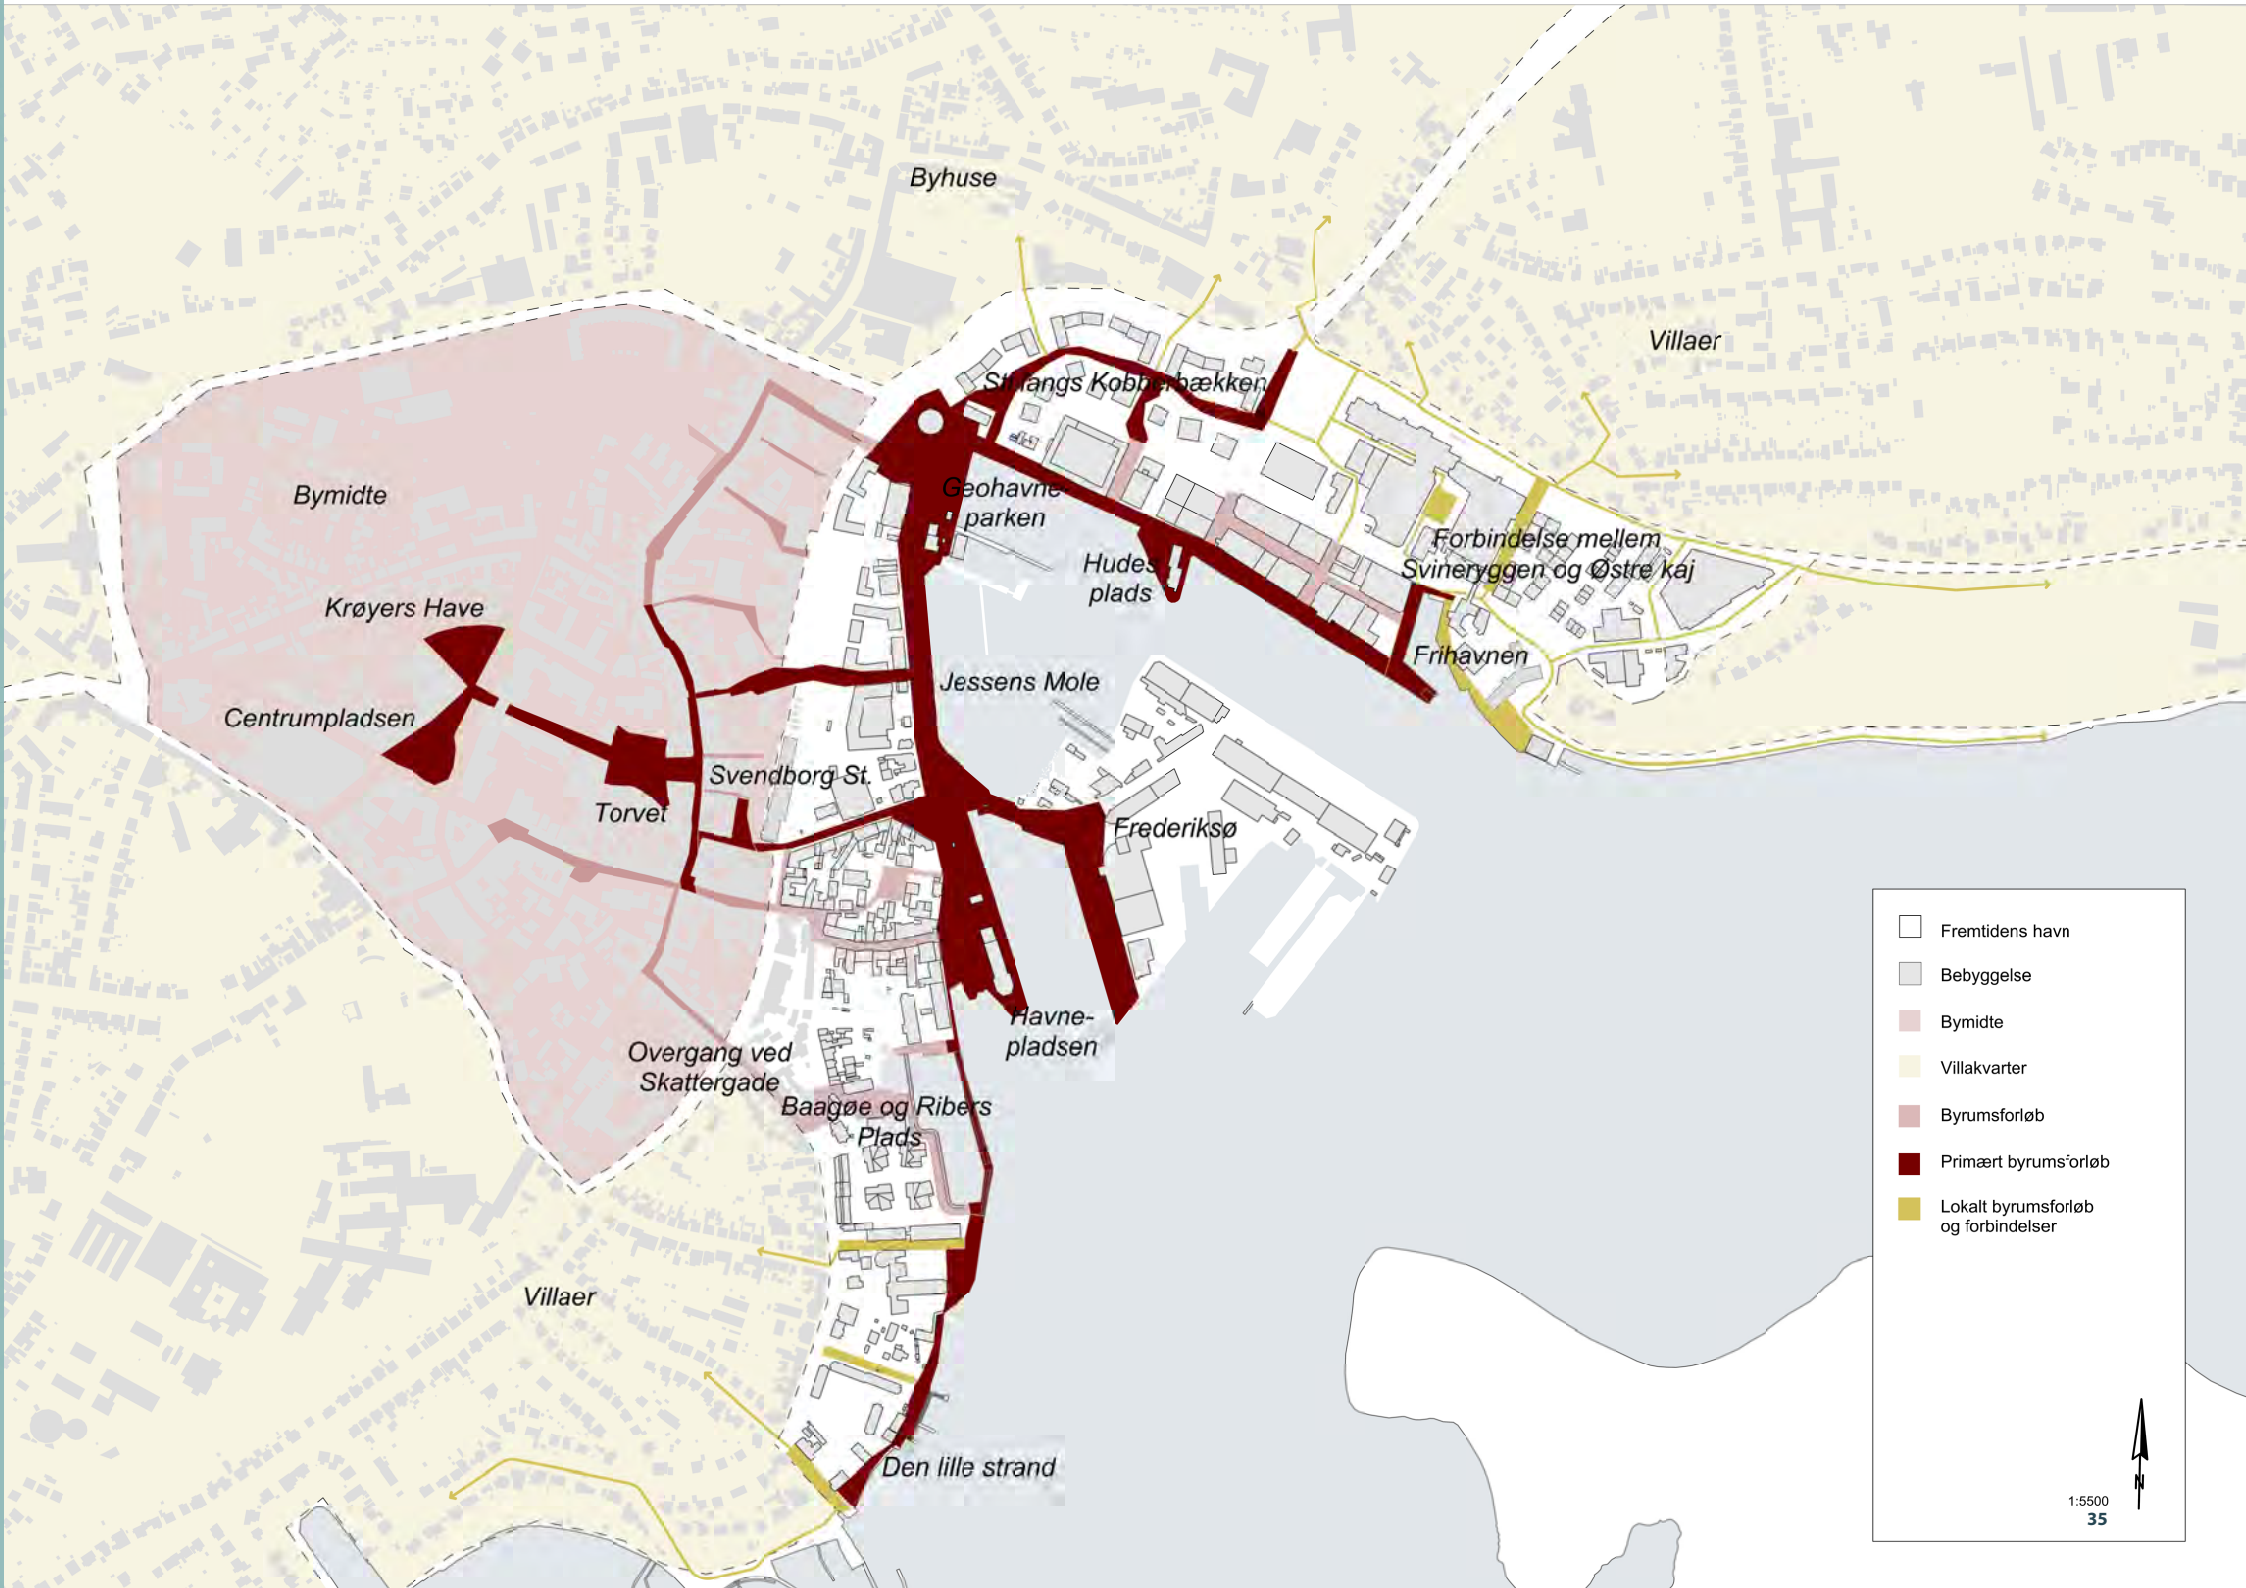 Byhuse
Villaer
Sti langs Kobberbækken
Bymidte
Geohavne-
parken
Forbindelse mellem
Svineryggen og Østre kaj
Hudes
plads
Krøyers Have
Frihavnen
Jessens Mole
Centrumpladsen
Svendborg St.
Torvet
Frederiksø
Havne-
pladsen
Overgang ved
Skattergade
Baagøe og Ribers
Plads
Villaer
Den lille strand
Fremtidens havn
Bebyggelse
Bymidte
Villakvarter
Byrumsforløb
Primært byrumsforløb
Lokalt byrumsforløb
og forbindelser
N
1:5500
35